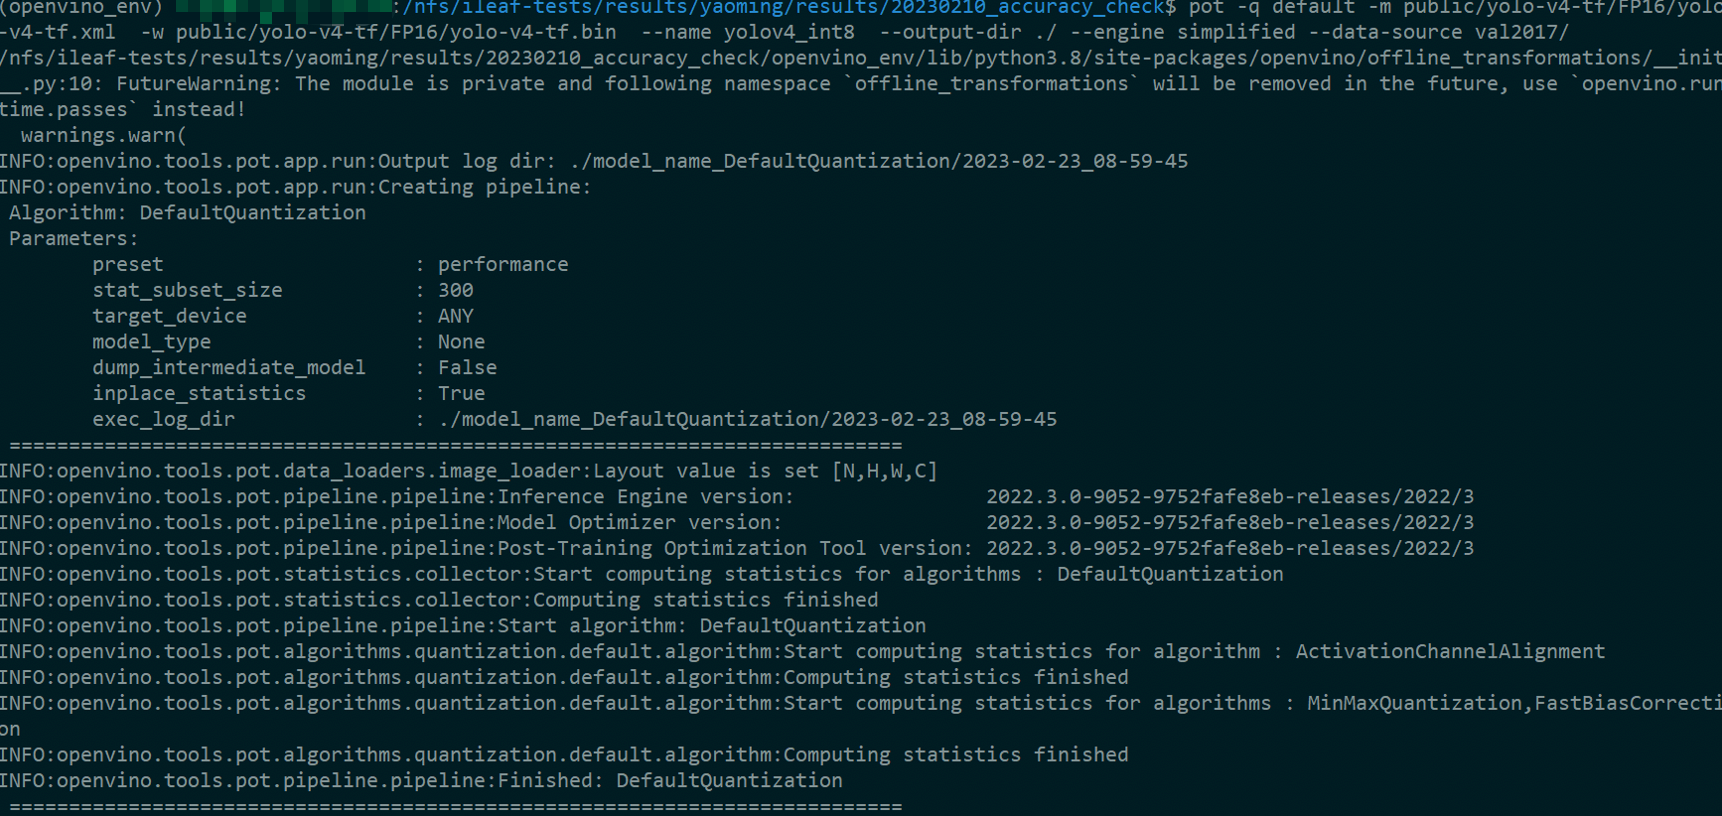 (openvino_env) :/nfs/ileaf-tests/results/yaoming/results/20230210_accuracy_check$ pot -q default -m public/yolo-v4-tf/FP16/yolo
-v4-tf.xml  -w public/yolo-v4-tf/FP16/yolo-v4-tf.bin  --name yolov4_int8  --output-dir ./ --engine simplified --data-source val2017/
/nfs/ileaf-tests/results/yaoming/results/20230210_accuracy_check/openvino_env/lib/python3.8/site-packages/openvino/offline_transformations/__init
__.py:10: FutureWarning: The module is private and following namespace `offline_transformations` will be removed in the future, use `openvino.run
time.passes` instead!
  warnings.warn(
INFO:openvino.tools.pot.app.run:Output log dir: ./model_name_DefaultQuantization/2023-02-23_08-59-45
INFO:openvino.tools.pot.app.run:Creating pipeline:
 Algorithm: DefaultQuantization
 Parameters:
        preset                     : performance
        stat_subset_size           : 300
        target_device              : ANY
        model_type                 : None
        dump_intermediate_model    : False
        inplace_statistics         : True
        exec_log_dir               : ./model_name_DefaultQuantization/2023-02-23_08-59-45
 ===========================================================================
INFO:openvino.tools.pot.data_loaders.image_loader:Layout value is set [N,H,W,C]
INFO:openvino.tools.pot.pipeline.pipeline:Inference Engine version:                2022.3.0-9052-9752fafe8eb-releases/2022/3
INFO:openvino.tools.pot.pipeline.pipeline:Model Optimizer version:                 2022.3.0-9052-9752fafe8eb-releases/2022/3
INFO:openvino.tools.pot.pipeline.pipeline:Post-Training Optimization Tool version: 2022.3.0-9052-9752fafe8eb-releases/2022/3
INFO:openvino.tools.pot.statistics.collector:Start computing statistics for algorithms : DefaultQuantization
INFO:openvino.tools.pot.statistics.collector:Computing statistics finished
INFO:openvino.tools.pot.pipeline.pipeline:Start algorithm: DefaultQuantization
INFO:openvino.tools.pot.algorithms.quantization.default.algorithm:Start computing statistics for algorithm : ActivationChannelAlignment
INFO:openvino.tools.pot.algorithms.quantization.default.algorithm:Computing statistics finished
INFO:openvino.tools.pot.algorithms.quantization.default.algorithm:Start computing statistics for algorithms : MinMaxQuantization,FastBiasCorrecti
on
INFO:openvino.tools.pot.algorithms.quantization.default.algorithm:Computing statistics finished
INFO:openvino.tools.pot.pipeline.pipeline:Finished: DefaultQuantization
 ===========================================================================